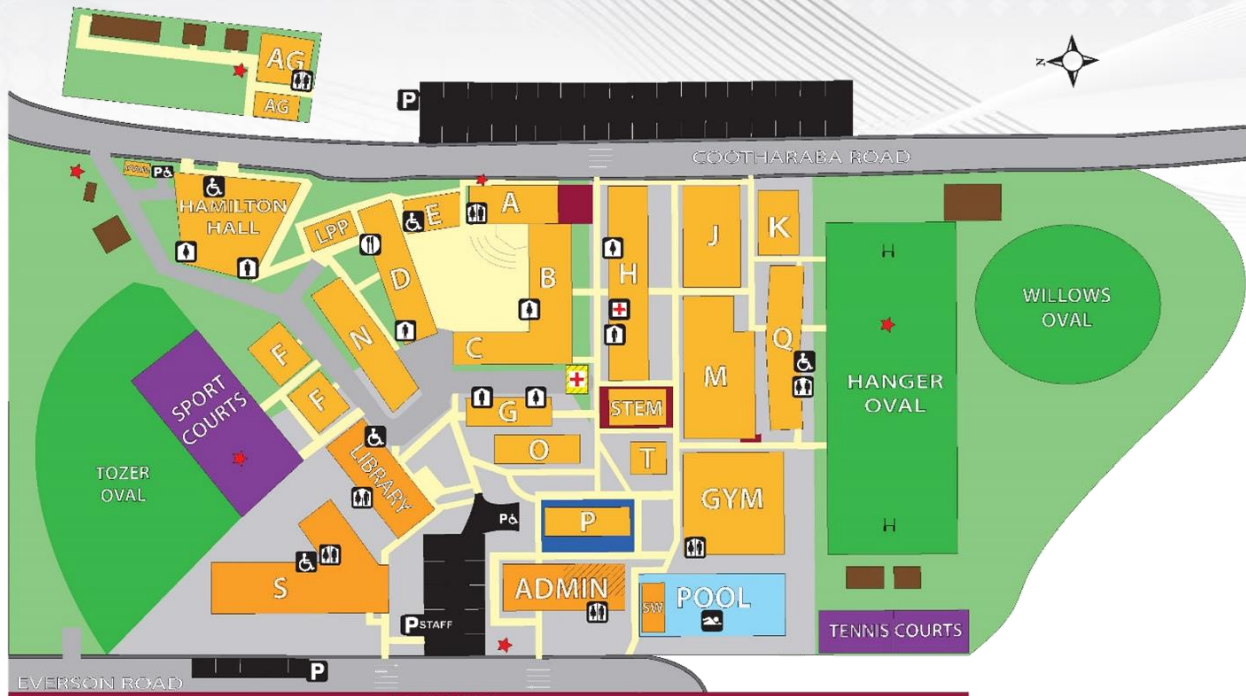 AG
AG
N
P
COOTHARABA ROAD
P
HAMILTON
HALL
LPP
E
A
D
B
H
J
K
H
WILLOWS
OVAL
N
C
M
Q
HANGER
OVAL
F
F
SPORT
COURTS
G
STEM
O
T
LIBRARY
TOZER
OVAL
GYM
P
P
H
S
ADMIN
SW
POOL
P STAFF
TENNIS COURTS
P
EVERSON ROAD